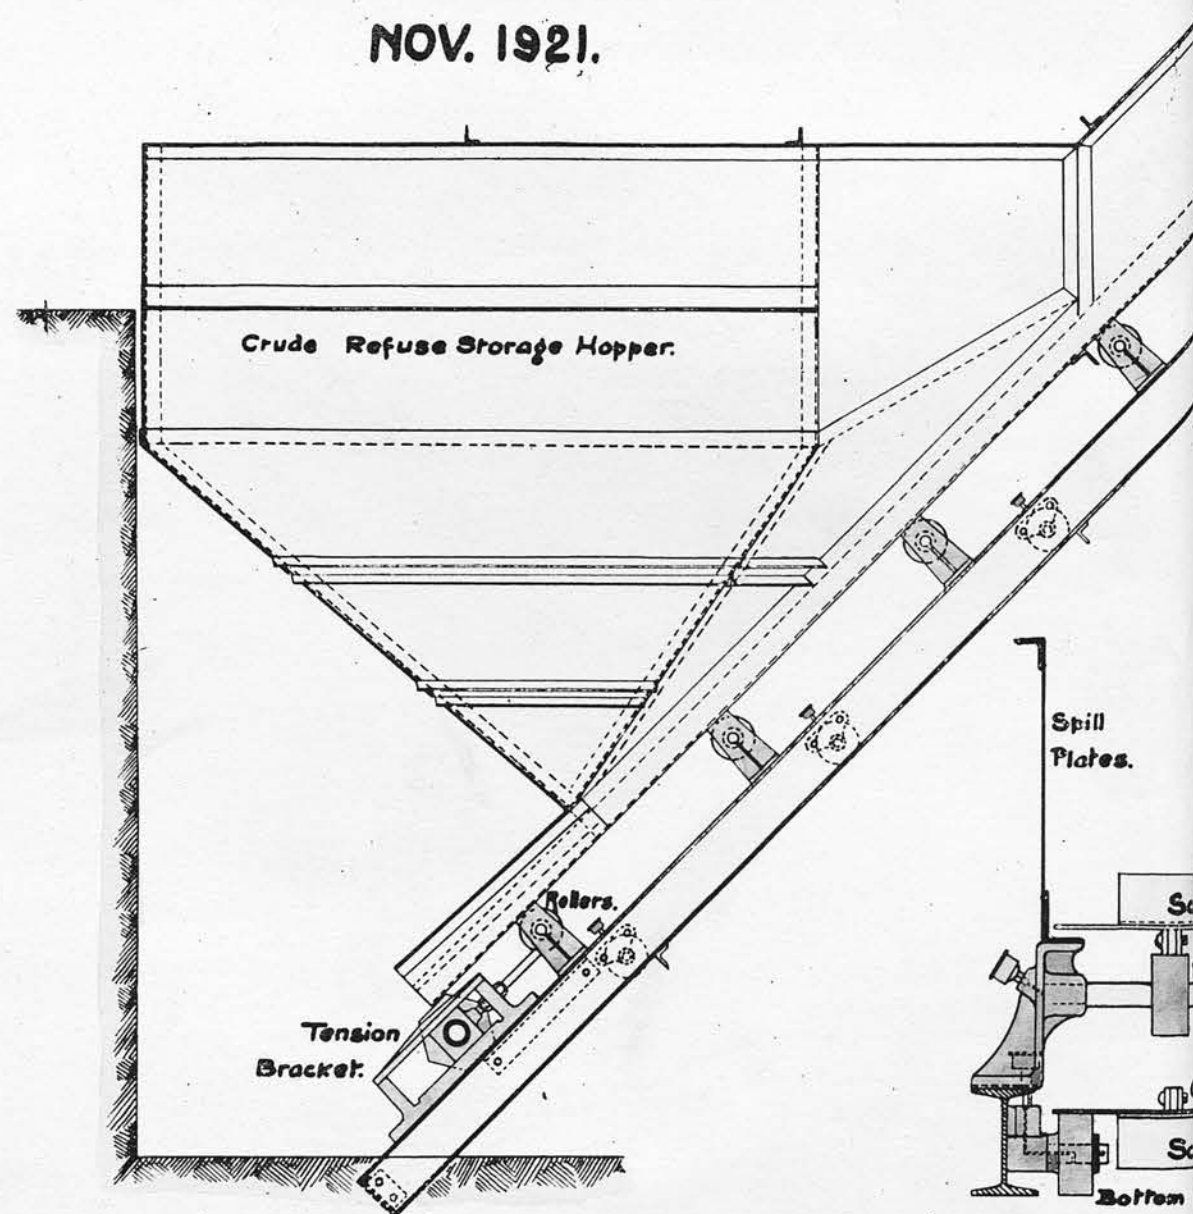 NOV. 1921.
Crude Refuse Storage Hopper.
Spill
Plates.
Rollers.
Tension
Bracket.
Bottom